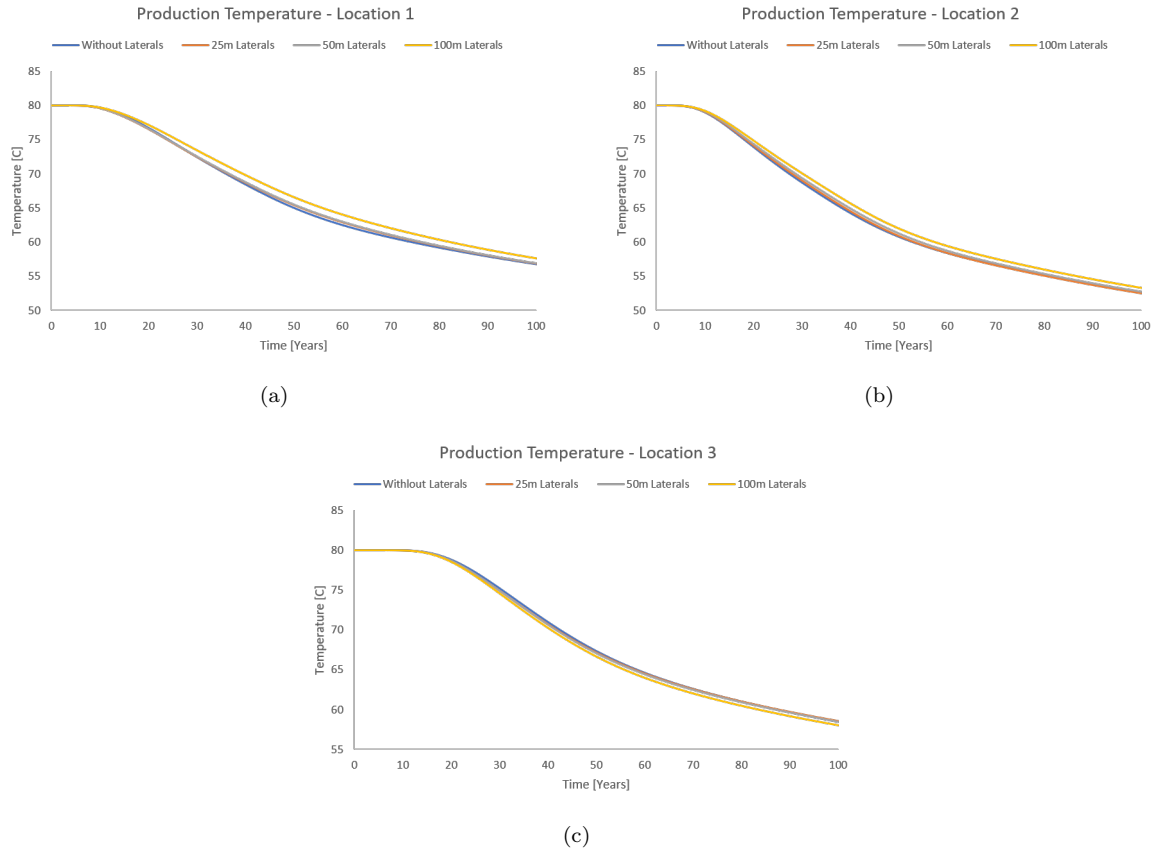 Production Temperature - Location 1
Without Laterals 25m Laterals 50m Laterals 100m Laterals
85
80
75
70
65
60
55
50
Temperature [C]
0 10 20 30 40 50 60 70 80 90 100
Time [Years]
(a)
Production Temperature - Location 2
Without Laterals 25m Laterals 50m Laterals 100m Laterals
85
80
75
70
65
60
55
50
Temperature [C]
0 10 20 30 40 50 60 70 80 90 100
Time [Years]
(b)
Production Temperature - Location 3
Withlout Laterals 25m Laterals 50m Laterals 100m Laterals
85
80
75
70
65
60
55
Temperature [C]
0 10 20 30 40 50 60 70 80 90 100
Time [Years]
(c)